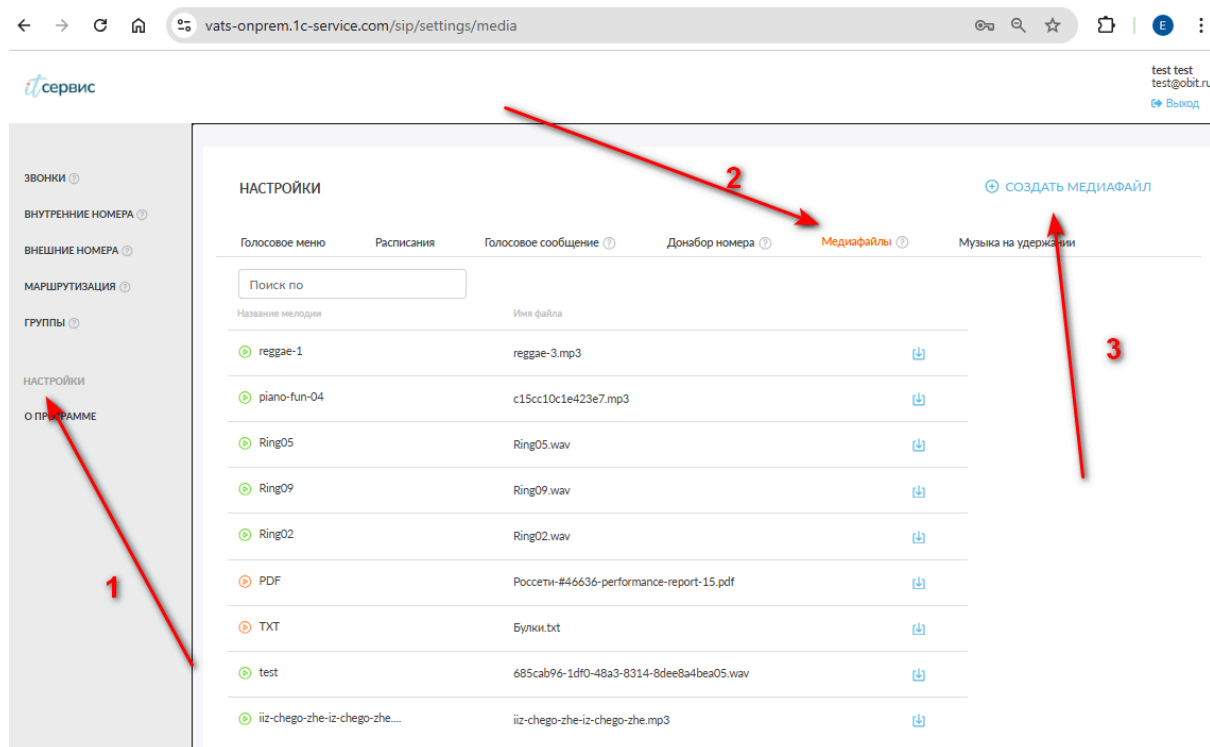 vats-onprem.1c-service.com/sip/settings/media
E
itсервис
test test
test@obit.ru
Выход
ЗВОНКИ
ВНУТРЕННИЕ НОМЕРА
ВНЕШНИЕ НОМЕРА
МАРШРУТИЗАЦИЯ
ГРУППЫ
НАСТРОЙКИ
О ПРОГРАММЕ
1
НАСТРОЙКИ
2
СОЗДАТЬ МЕДИАФАЙЛ
Голосовое меню Расписания Голосовое сообщение Донабор номера Медиафайлы Музыка на удержании
3
Поиск по
Название мелодии Имя файла
reggae-1 reggae-3.mp3
piano-fun-04 c15cc10c1e423e7.mp3
Ring05 Ring05.wav
Ring09 Ring09.wav
Ring02 Ring02.wav
PDF Россети-#46636-performance-report-15.pdf
TXT Булки.txt
test 685cab96-1df0-48a3-8314-8dee8a4bea05.wav
iiz-chego-zhe-iz-chego-zhe.... iiz-chego-zhe-iz-chego-zhe.mp3